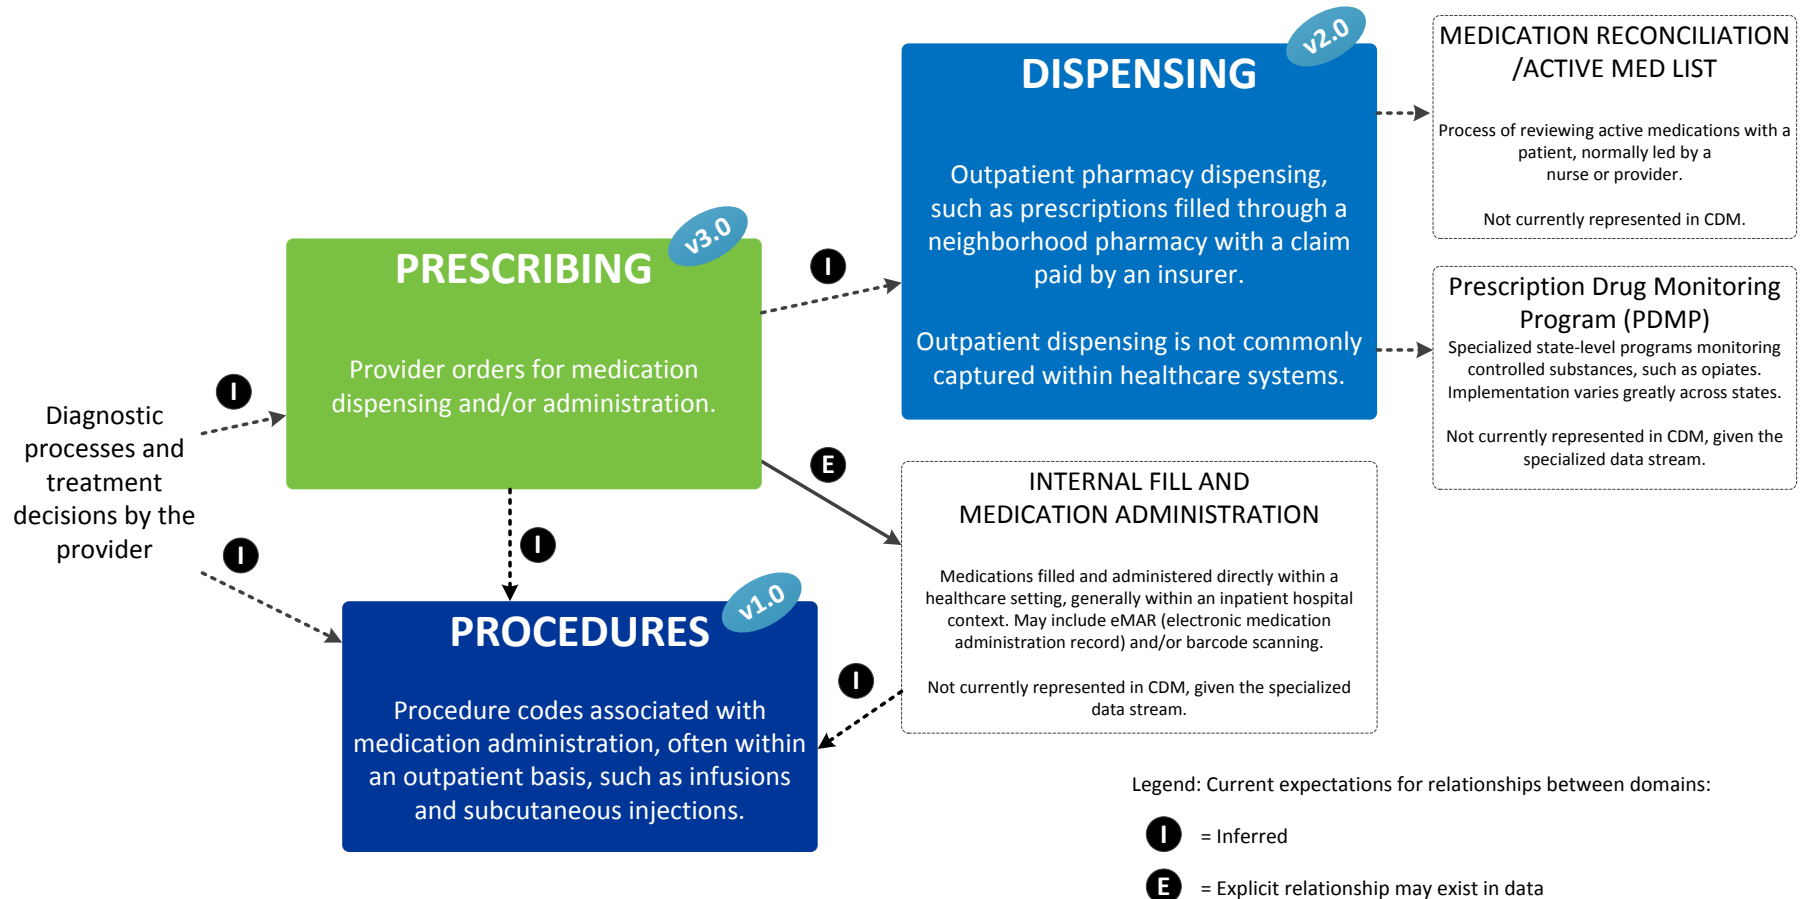 Diagnostic
processes and
treatment
decisions by the
provider
I
I
v3.0
PRESCRIBING
Provider orders for medication
dispensing and/or administration.
I
E
I
v2.0
DISPENSING
Outpatient pharmacy dispensing,
such as prescriptions filled through a
neighborhood pharmacy with a claim
paid by an insurer.
Outpatient dispensing is not commonly
captured within healthcare systems.
MEDICATION RECONCILIATION
/ACTIVE MED LIST
Process of reviewing active medications with a
patient, normally led by a
nurse or provider.
Not currently represented in CDM.
Prescription Drug Monitoring
Program (PDMP)
Specialized state-level programs monitoring
controlled substances, such as opiates.
Implementation varies greatly across states.
Not currently represented in CDM, given the
specialized data stream.
INTERNAL FILL AND
MEDICATION ADMINISTRATION
Medications filled and administered directly within a
healthcare setting, generally within an inpatient hospital
context. May include eMAR (electronic medication
administration record) and/or barcode scanning.
Not currently represented in CDM, given the specialized
data stream.
I
v1.0
PROCEDURES
Procedure codes associated with
medication administration, often within
an outpatient basis, such as infusions
and subcutaneous injections.
Legend: Current expectations for relationships between domains:
I = Inferred
E = Explicit relationship may exist in data